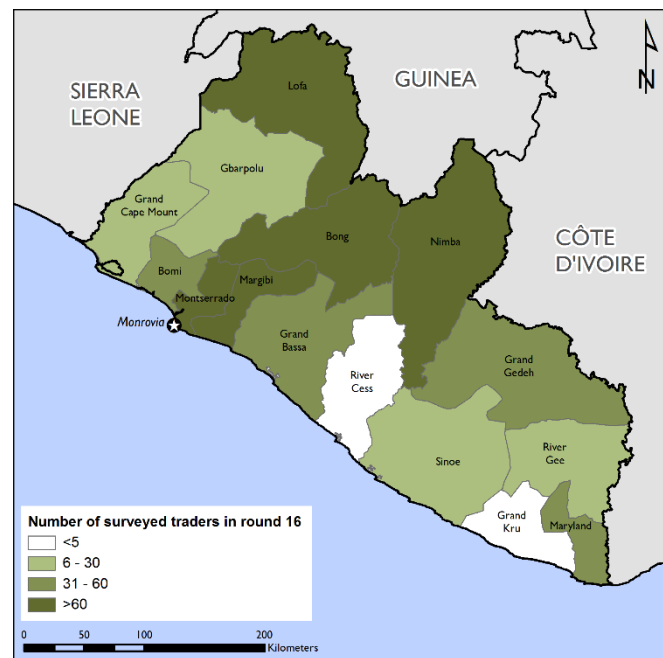 SIERRA
LEONE
GUINEA
N
Lofa
Gbarpolu
Grand
Cape Mount
Bong
Nimba
CÔTE
D'IVOIRE
Bomi
Margibi
Montserrado
Monrovia
Grand
Bassa
River
Cess
Grand
Gedeh
Sinoe
River
Gee
Grand
Kru
Maryland
Number of surveyed traders in round 16
<5
6 - 30
31 - 60
>60
0 50 100 200
Kilometers